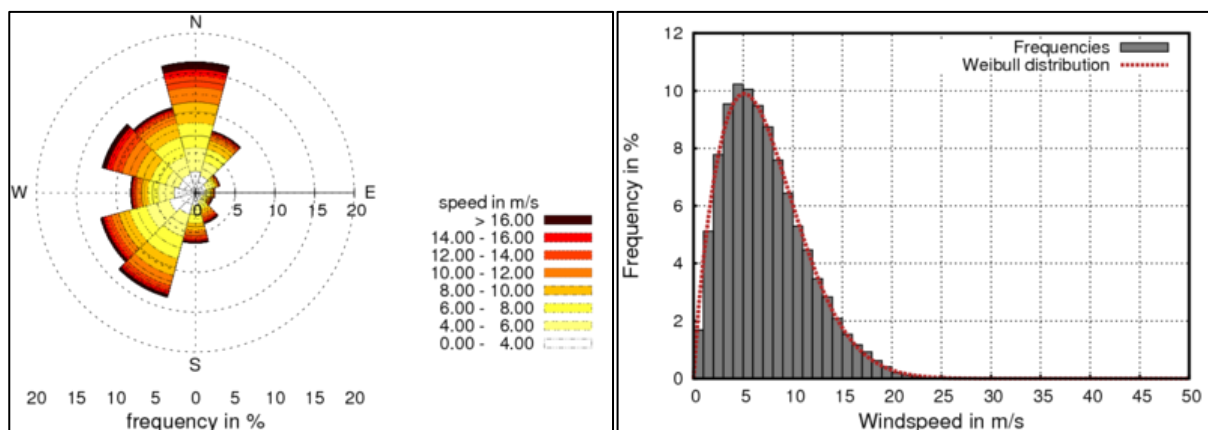 N
W
E
S
0 5 10 15 20
speed in m/s
> 16.00
14.00 - 16.00
12.00 - 14.00
10.00 - 12.00
8.00 - 10.00
6.00 - 8.00
4.00 - 6.00
0.00 - 4.00
20 15 10 5 0 5 10 15 20
frequency in %
Frequencies
Weibull distribution
Frequency in %
12
10
8
6
4
2
0
0 5 10 15 20 25 30 35 40 45 50
Windspeed in m/s